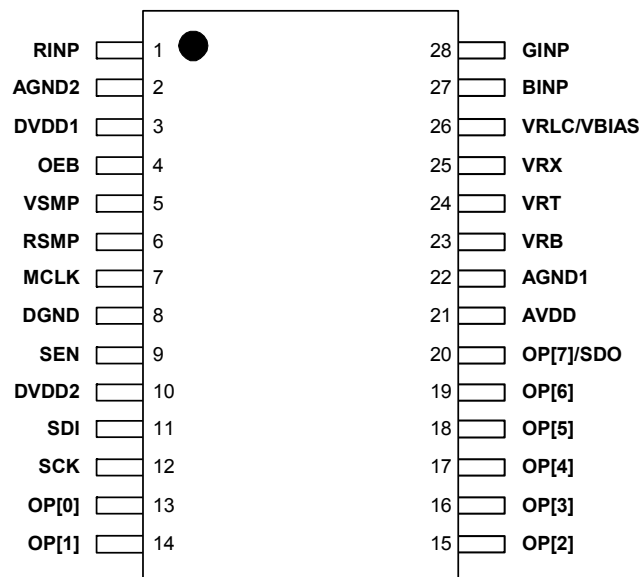 RINP 1 28 GINP
AGND2 2 27 BINP
DVDD1 3 26 VRLC/VBIAS
OEB 4 25 VRX
VSMP 5 24 VRT
RSMP 6 23 VRB
MCLK 7 22 AGND1
DGND 8 21 AVDD
SEN 9 20 OP[7]/SDO
DVDD2 10 19 OP[6]
SDI 11 18 OP[5]
SCK 12 17 OP[4]
OP[0] 13 16 OP[3]
OP[1] 14 15 OP[2]